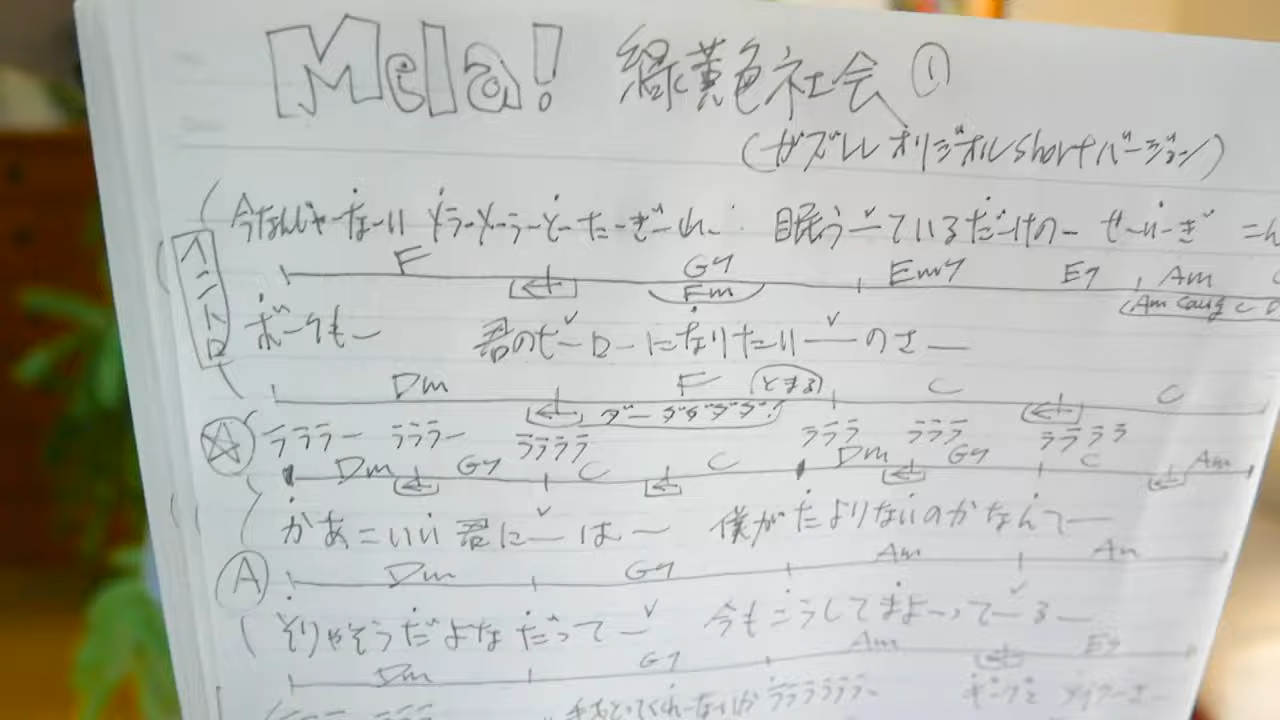 Mela! 緑黄色社会 ①
(ガズレレ オリジナル short バージョン)
今なんじゃーなーい メラーメーラーとーたーぎーれ 眠うーているだけの ー せーいーぎ こん
イントロ
F G7 Em7 E7 Am
Fm Am Caug C
ボークもー 君のヒーローになりたいーーのさー
Dm F とまる C C
ダー ダダダダダ!
☆ ラララー ラララー ララララ ラララ ラララ ララララ
Dm G7 C C Dm G7 C Am
かあこいい 君にーはー 僕がたよりないのかなんてー
A Dm G7 Am Am
そりゃそうだよなだってー 今もこうしてまよーってーるー
Dm G7 Am E7
ラララララララ